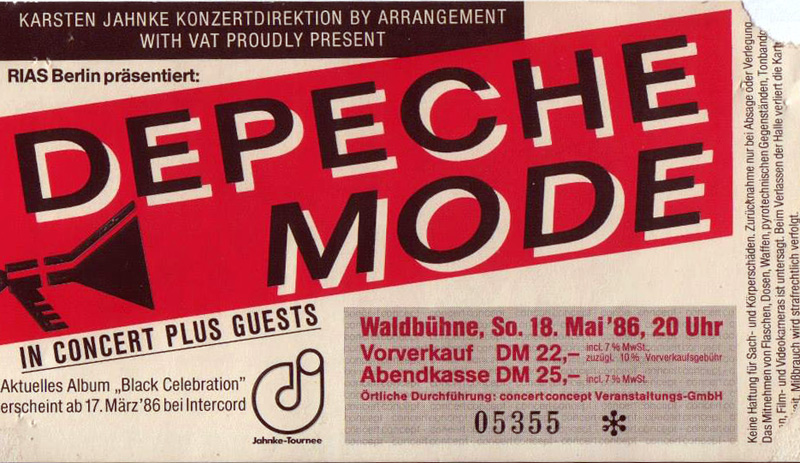 KARSTEN JAHNKE KONZERTDIREKTION BY ARRANGEMENT
WITH VAT PROUDLY PRESENT
RIAS Berlin präsentiert:
DEPECHE
MODE
IN CONCERT PLUS GUESTS
Aktuelles Album „Black Celebration”
erscheint ab 17. März '86 bei Intercord
Jahnke-Tournee
Waldbühne, So. 18. Mai '86, 20 Uhr
Vorverkauf DM 22,– incl. 7% MwSt., zuzügl. 10% Vorverkaufsgebühr
Abendkasse DM 25,– incl. 7% MwSt.
Örtliche Durchführung: concert concept Veranstaltungs-GmbH
05355 ✻
Keine Haftung für Sach- und Körperschäden. Zurücknahme nur bei Absage oder Verlegung
Das Mitnehmen von Flaschen, Dosen, Waffen, pyrotechnischen Gegenständen, Tonband
Film- und Videokameras ist untersagt. Beim Verlassen der Halle verliert die Kart
Mißbrauch wird strafrechtlich verfolgt.